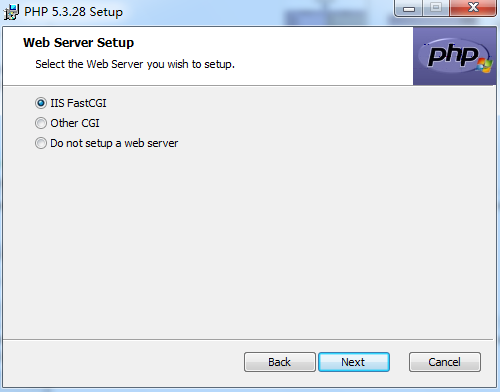 PHP 5.3.28 Setup
Web Server Setup
Select the Web Server you wish to setup.
php
IIS FastCGI
Other CGI
Do not setup a web server
Back
Next
Cancel